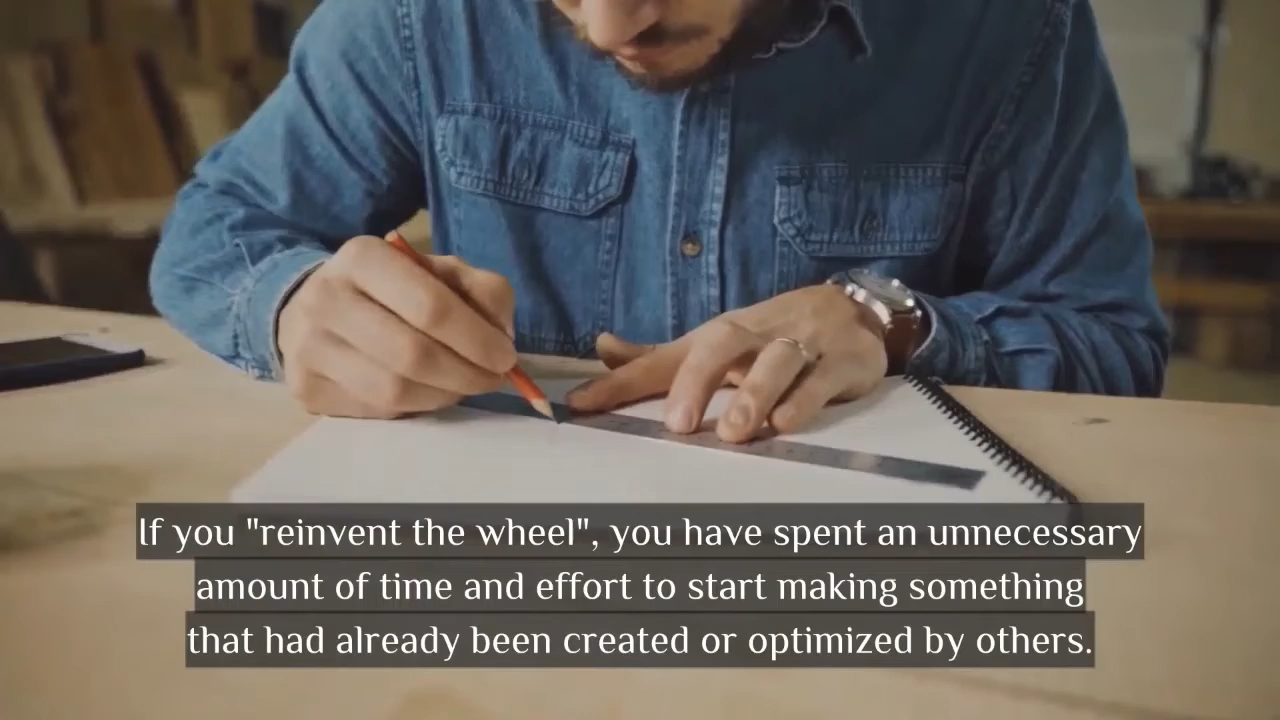 If you "reinvent the wheel", you have spent an unnecessary
amount of time and effort to start making something
that had already been created or optimized by others.